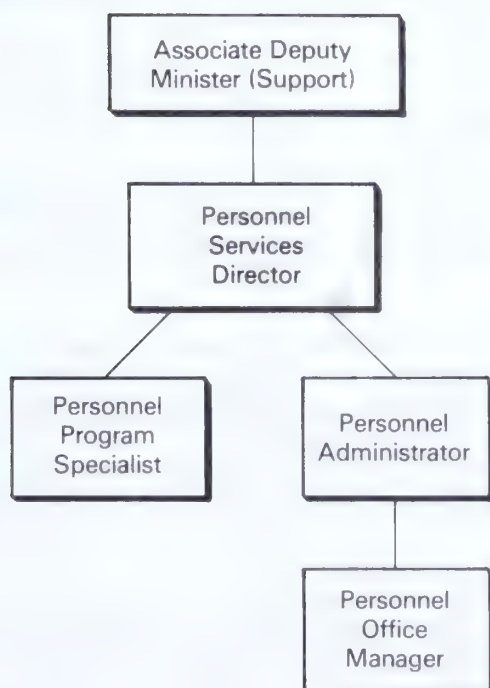 Associate Deputy
Minister (Support)
Personnel
Services
Director
Personnel
Program
Specialist
Personnel
Administrator
Personnel
Office
Manager